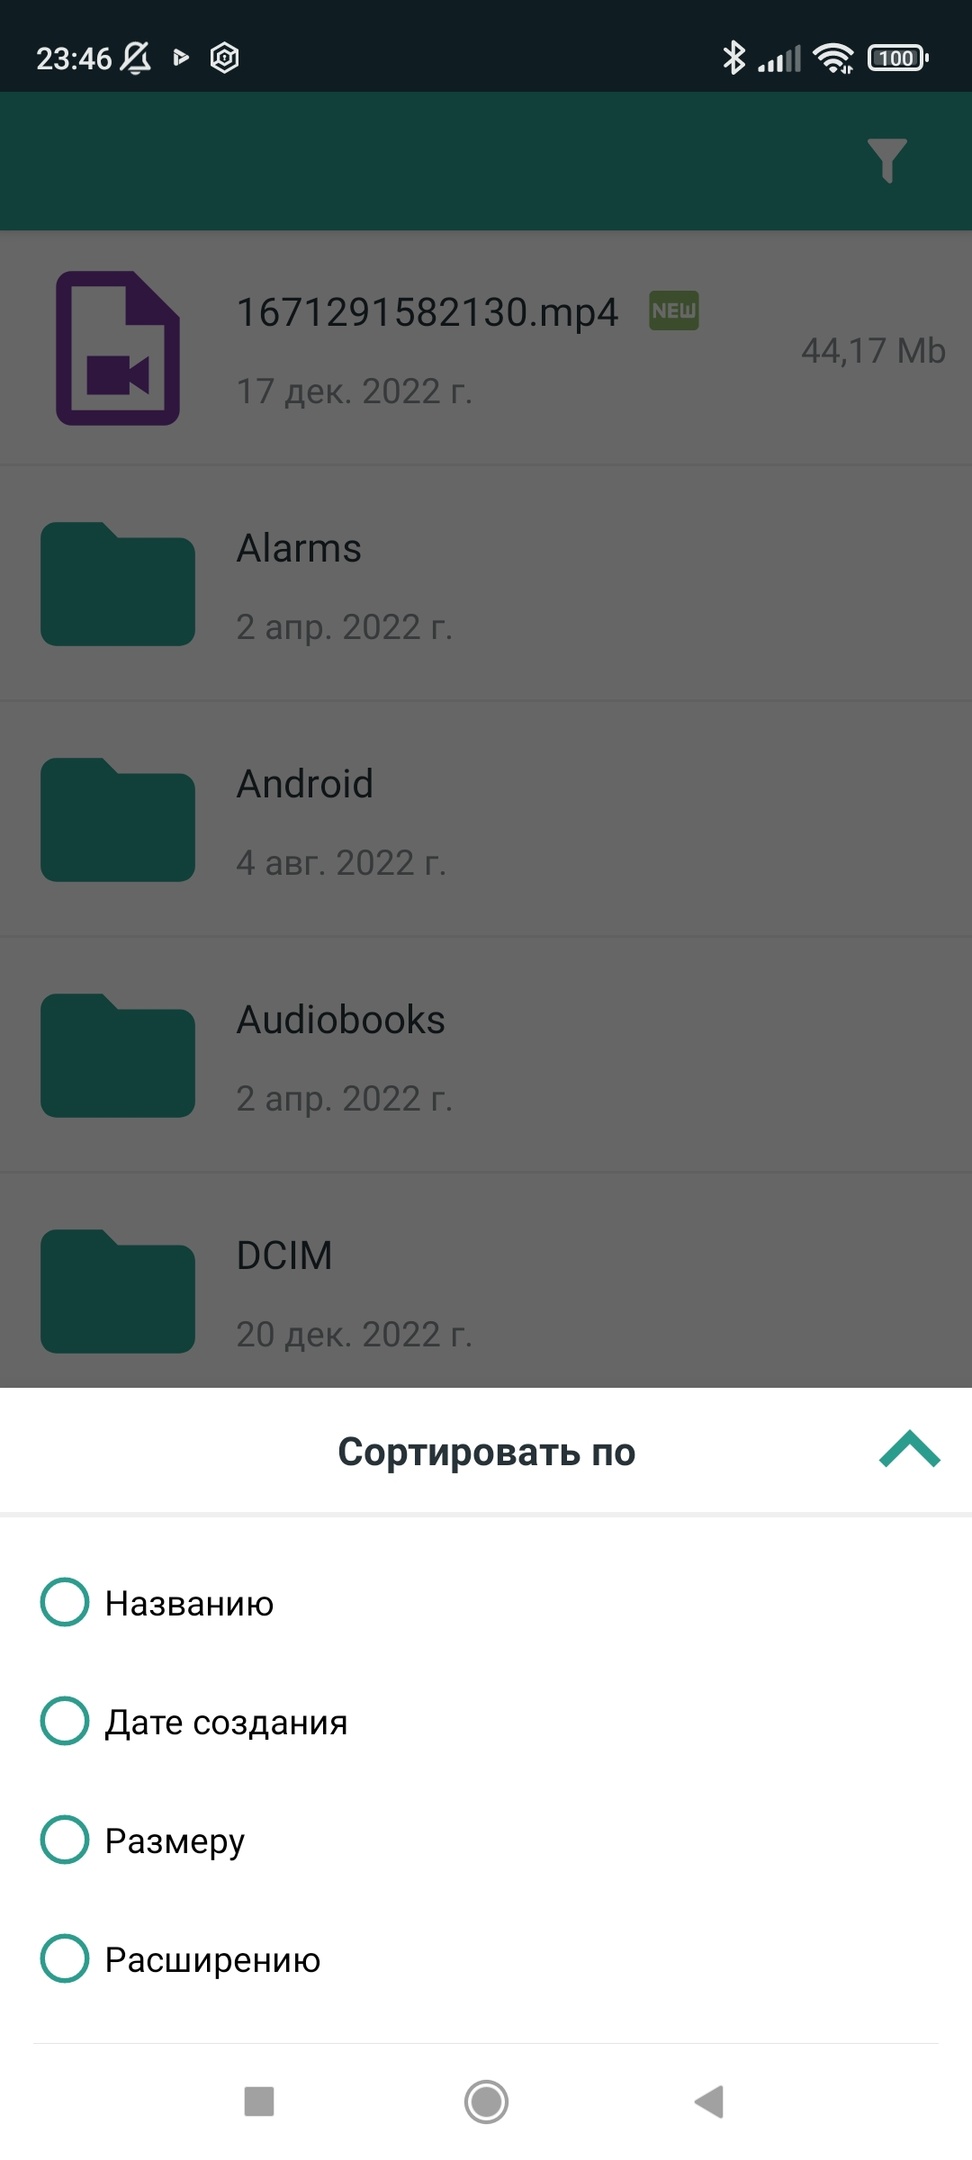 23:46
100
1671291582130.mp4 NEW
44,17 Mb
17 дек. 2022 г.
Alarms
2 апр. 2022 г.
Android
4 авг. 2022 г.
Audiobooks
2 апр. 2022 г.
DCIM
20 дек. 2022 г.
Сортировать по
Названию
Дате создания
Размеру
Расширению